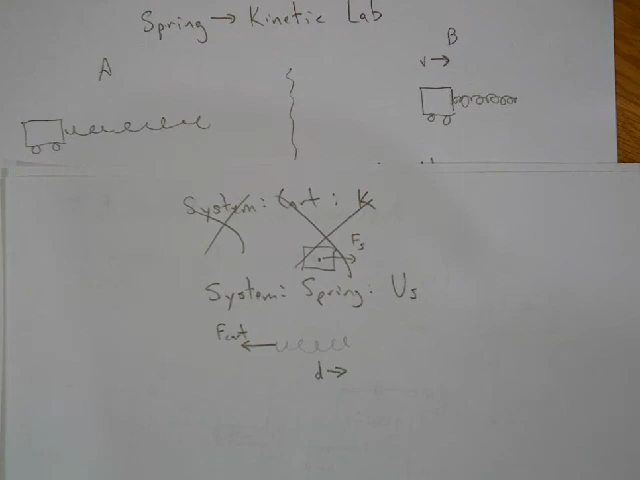 Spring → Kinetic Lab
A
B
v →
System: Cart : K
Fs
System: Spring: Us
Fcart
d →